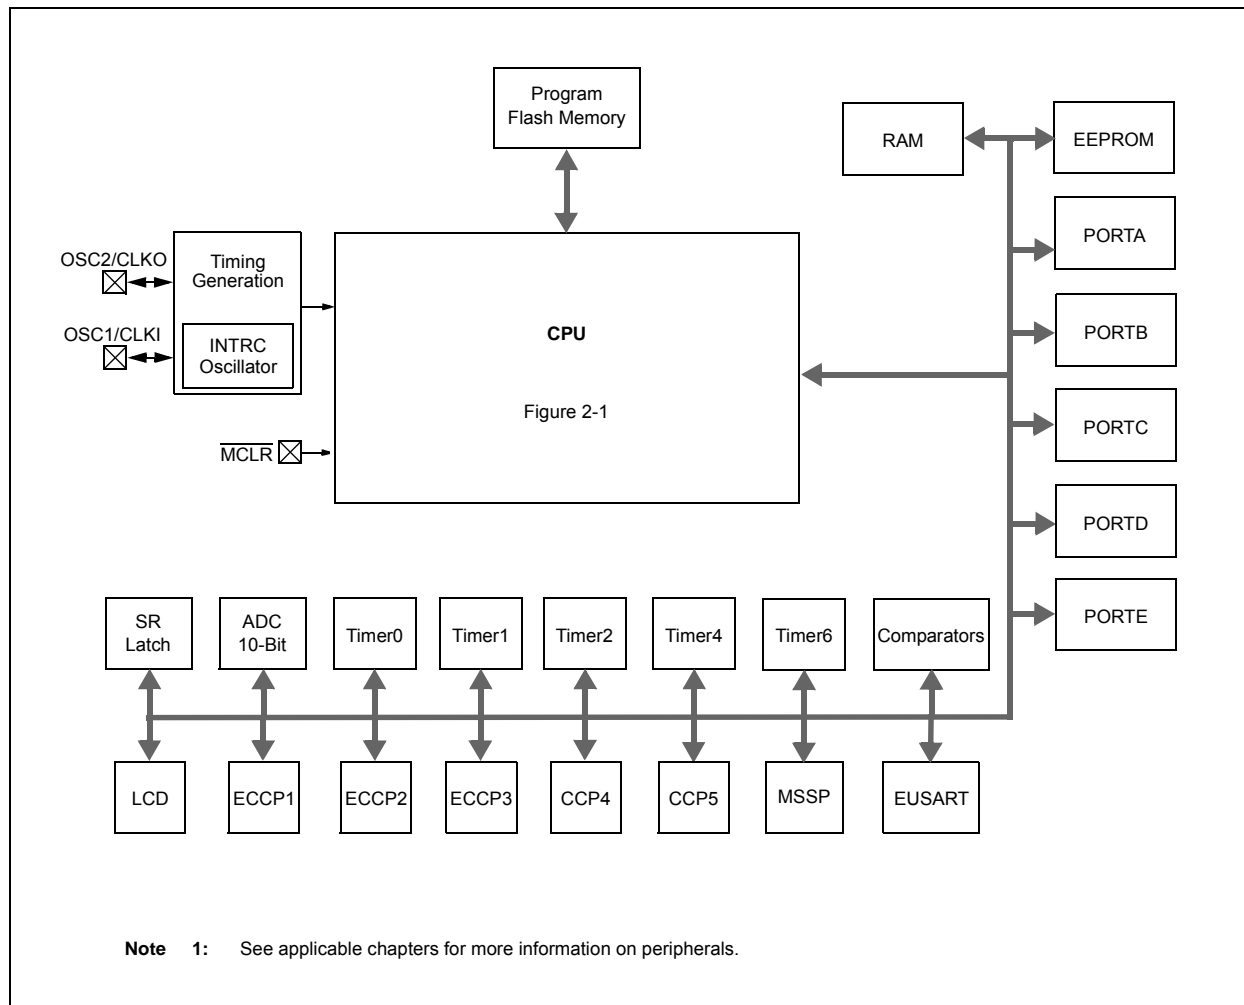 Program
Flash Memory
RAM
EEPROM
PORTA
OSC2/CLKO
Timing
Generation
OSC1/CLKI
INTRC
Oscillator
CPU
PORTB
Figure 2-1
PORTC
MCLR
PORTD
SR
Latch
ADC
10-Bit
Timer0
Timer1
Timer2
Timer4
Timer6
Comparators
PORTE
LCD
ECCP1
ECCP2
ECCP3
CCP4
CCP5
MSSP
EUSART
Note 1: See applicable chapters for more information on peripherals.